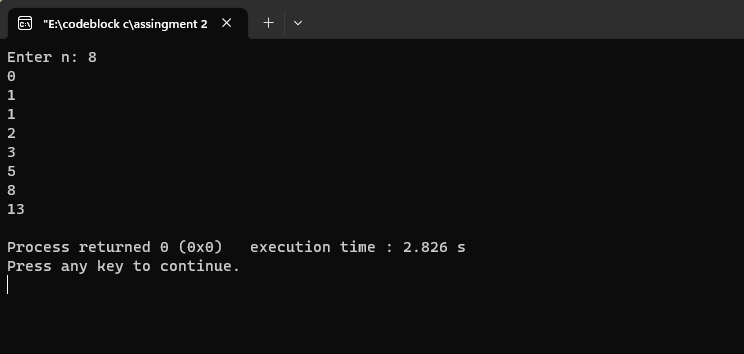 "E:\codeblock c\assingment 2
Enter n: 8
0
1
1
2
3
5
8
13
Process returned 0 (0x0)   execution time : 2.826 s
Press any key to continue.